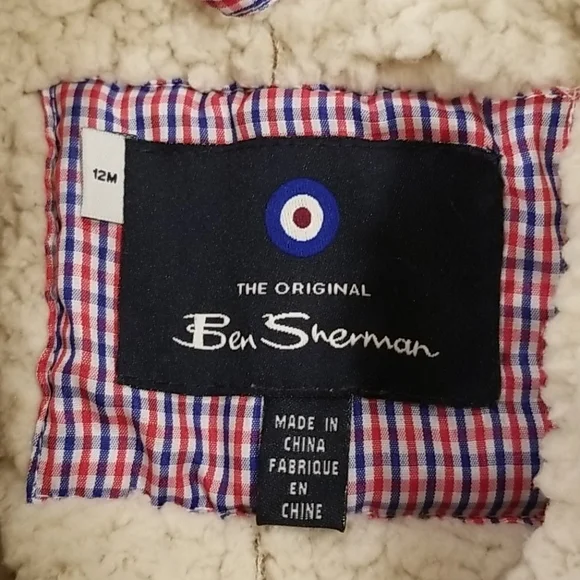 12M
THE ORIGINAL
Ben Sherman
MADE IN
CHINA
FABRIQUE
EN
CHINE